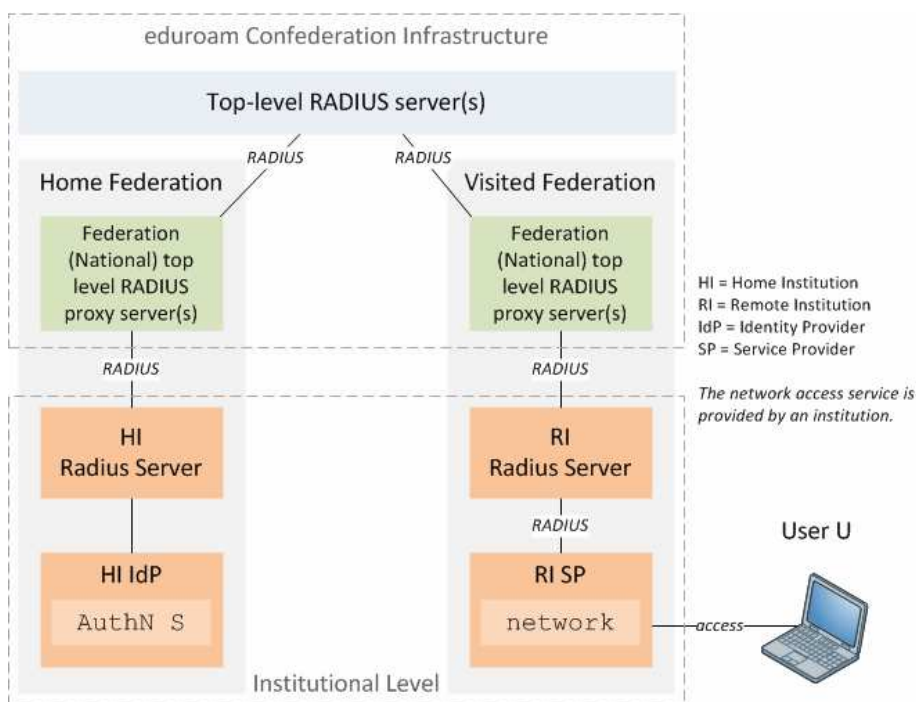 eduroam Confederation Infrastructure
Top-level RADIUS server(s)
RADIUS
RADIUS
Home Federation
Visited Federation
Federation
(National) top
level RADIUS
proxy server(s)
Federation
(National) top
level RADIUS
proxy server(s)
HI = Home Institution
RI = Remote Institution
IdP = Identity Provider
SP = Service Provider
RADIUS
RADIUS
The network access service is
provided by an institution.
HI
Radius Server
RI
Radius Server
RADIUS
User U
HI IdP
AuthN S
RI SP
network
access
Institutional Level